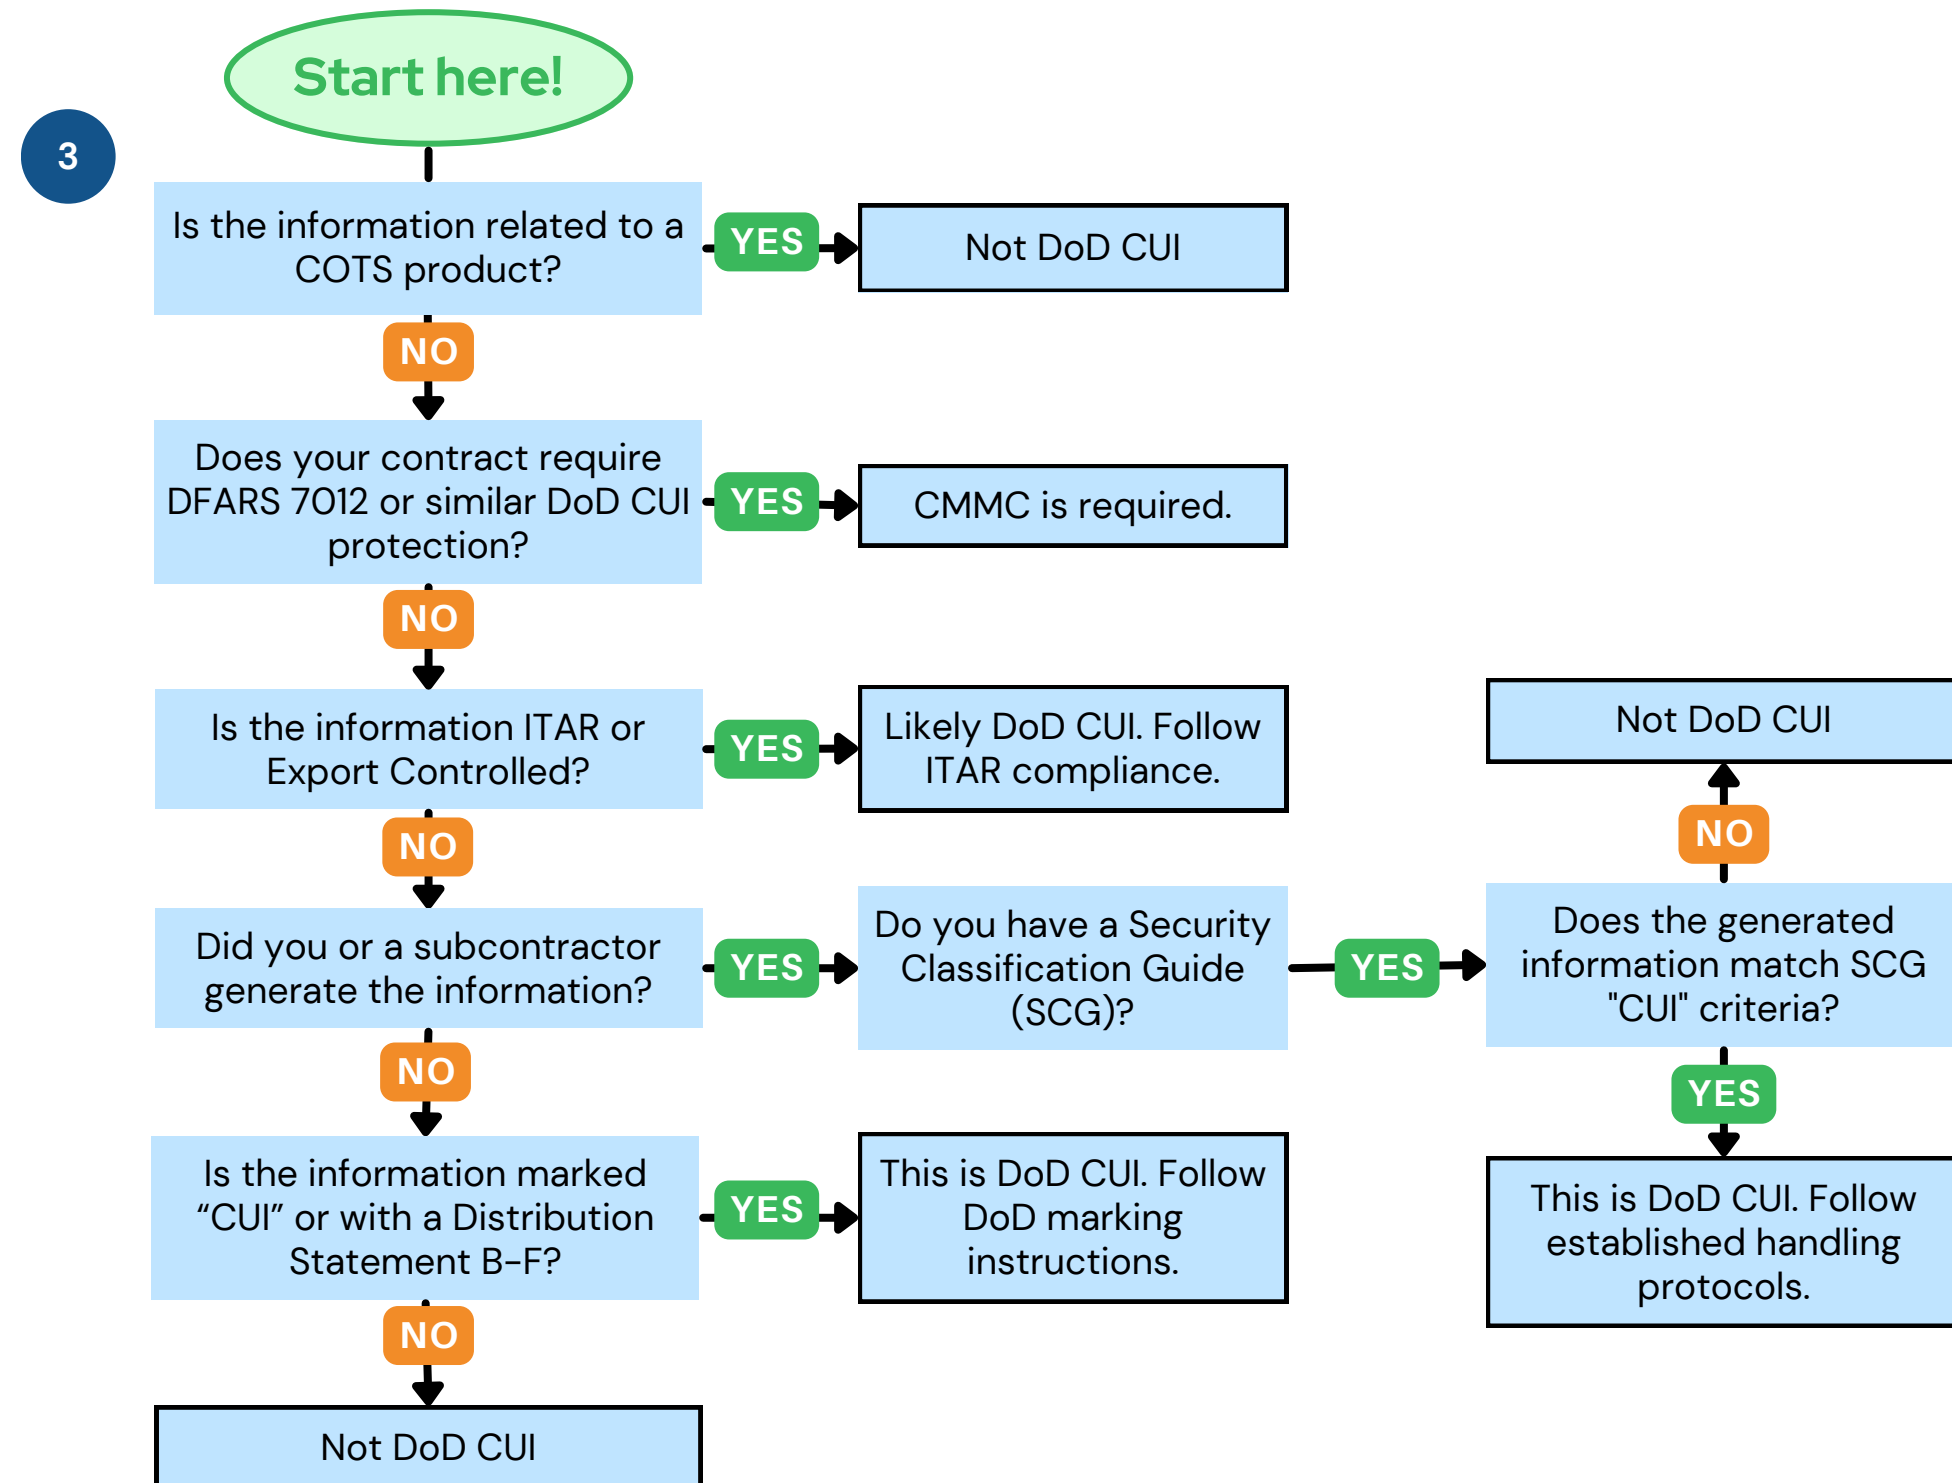 Start here!
3
Is the information related to a
COTS product?
YES
Not DoD CUI
NO
Does your contract require
DFARS 7012 or similar DoD CUI
protection?
YES
CMMC is required.
NO
Is the information ITAR or
Export Controlled?
YES
Likely DoD CUI. Follow
ITAR compliance.
Not DoD CUI
NO
NO
Did you or a subcontractor
generate the information?
YES
Do you have a Security
Classification Guide
(SCG)?
YES
Does the generated
information match SCG
"CUI" criteria?
NO
YES
Is the information marked
“CUI” or with a Distribution
Statement B-F?
YES
This is DoD CUI. Follow
DoD marking
instructions.
This is DoD CUI. Follow
established handling
protocols.
NO
Not DoD CUI